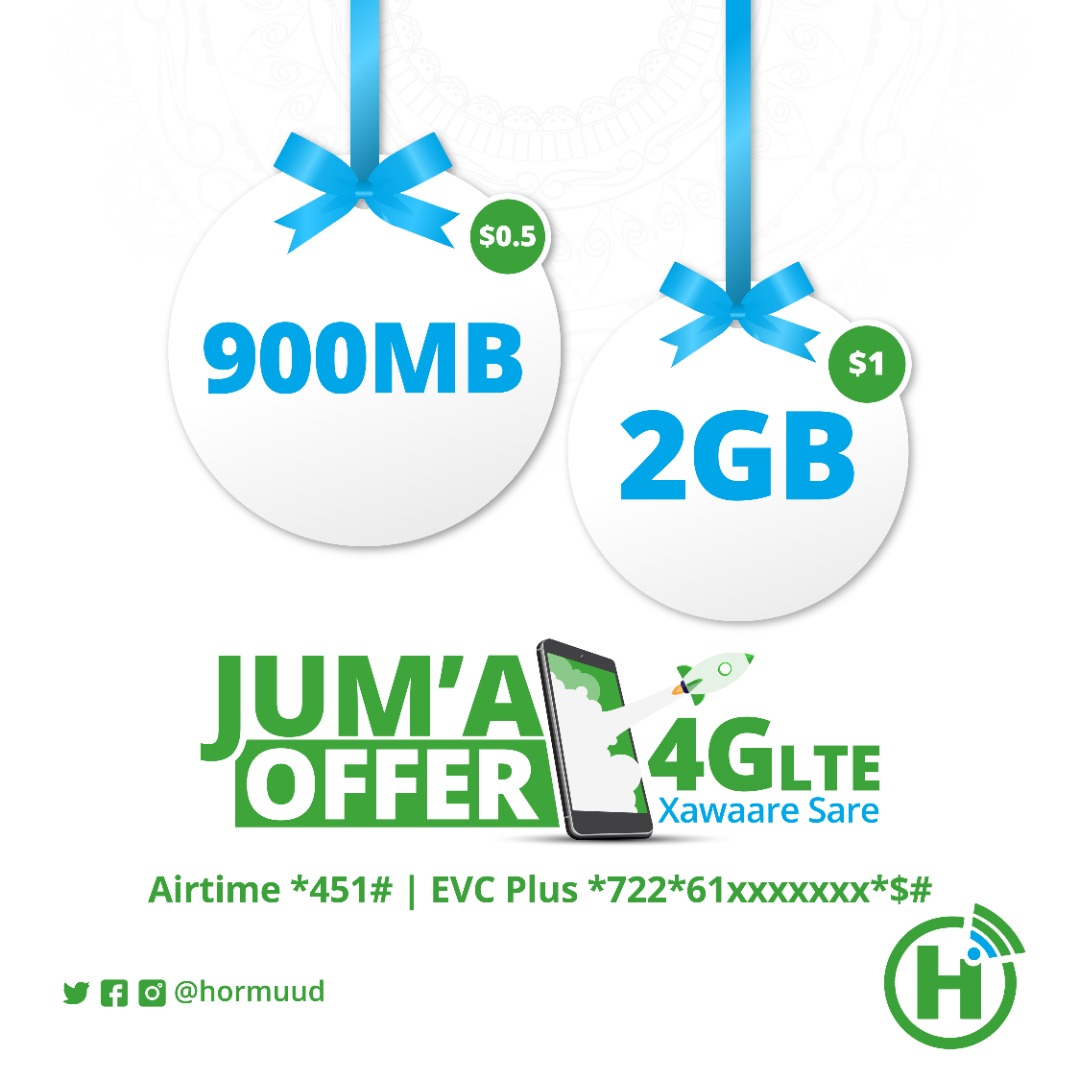 $0.5
900MB
$1
2GB
JUM’A
OFFER
4GLTE
Xawaare Sare
Airtime *451# | EVC Plus *722*61xxxxxxx*$#
@hormuud
H